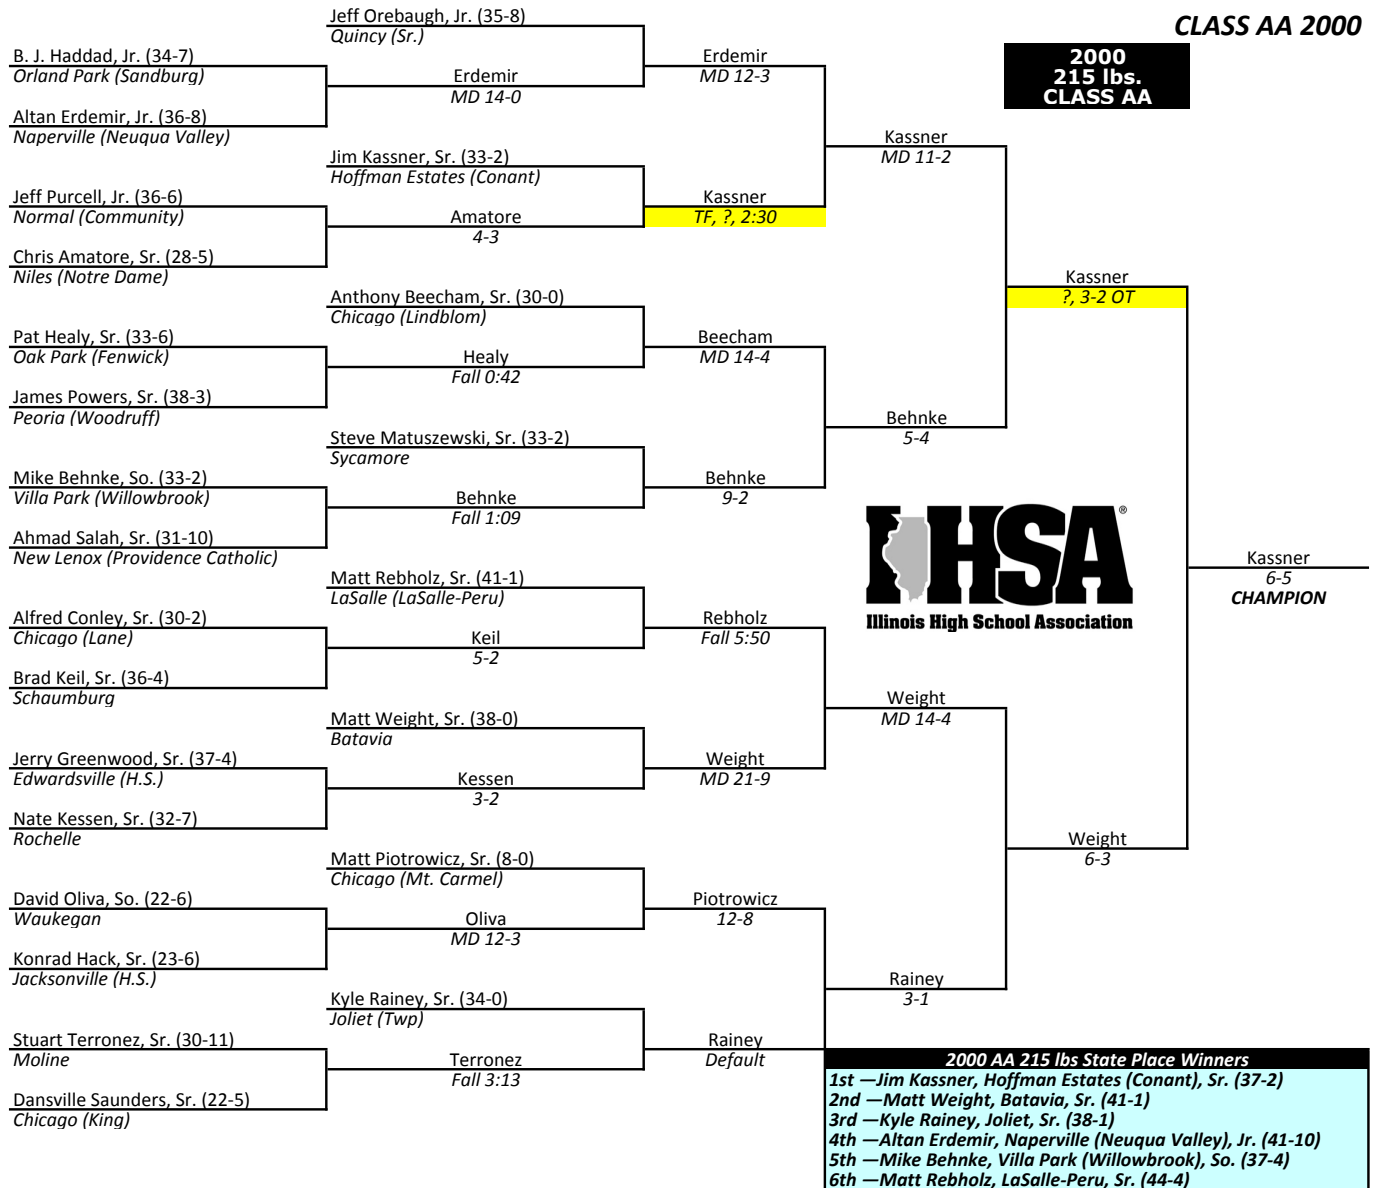 CLASS AA 2000
2000
215 lbs.
CLASS AA
B. J. Haddad, Jr. (34-7)
Orland Park (Sandburg)
Altan Erdemir, Jr. (36-8)
Naperville (Neuqua Valley)
Jeff Purcell, Jr. (36-6)
Normal (Community)
Chris Amatore, Sr. (28-5)
Niles (Notre Dame)
Pat Healy, Sr. (33-6)
Oak Park (Fenwick)
James Powers, Sr. (38-3)
Peoria (Woodruff)
Mike Behnke, So. (33-2)
Villa Park (Willowbrook)
Ahmad Salah, Sr. (31-10)
New Lenox (Providence Catholic)
Alfred Conley, Sr. (30-2)
Chicago (Lane)
Brad Keil, Sr. (36-4)
Schaumburg
Jerry Greenwood, Sr. (37-4)
Edwardsville (H.S.)
Nate Kessen, Sr. (32-7)
Rochelle
David Oliva, So. (22-6)
Waukegan
Konrad Hack, Sr. (23-6)
Jacksonville (H.S.)
Stuart Terronez, Sr. (30-11)
Moline
Dansville Saunders, Sr. (22-5)
Chicago (King)
Jeff Orebaugh, Jr. (35-8)
Quincy (Sr.)
Erdemir
MD 14-0
Jim Kassner, Sr. (33-2)
Hoffman Estates (Conant)
Amatore
4-3
Anthony Beecham, Sr. (30-0)
Chicago (Lindblom)
Healy
Fall 0:42
Steve Matuszewski, Sr. (33-2)
Sycamore
Behnke
Fall 1:09
Matt Rebholz, Sr. (41-1)
LaSalle (LaSalle-Peru)
Keil
5-2
Matt Weight, Sr. (38-0)
Batavia
Kessen
3-2
Matt Piotrowicz, Sr. (8-0)
Chicago (Mt. Carmel)
Oliva
MD 12-3
Kyle Rainey, Sr. (34-0)
Joliet (Twp)
Terronez
Fall 3:13
Erdemir
MD 12-3
Kassner
TF, ?, 2:30
Beecham
MD 14-4
Behnke
9-2
Rebholz
Fall 5:50
Weight
MD 21-9
Piotrowicz
12-8
Rainey
Default
Kassner
MD 11-2
Behnke
5-4
Weight
MD 14-4
Rainey
3-1
Kassner
?, 3-2 OT
Weight
6-3
Kassner
6-5
CHAMPION
IHSA®
Illinois High School Association
2000 AA 215 lbs State Place Winners
1st —Jim Kassner, Hoffman Estates (Conant), Sr. (37-2)
2nd —Matt Weight, Batavia, Sr. (41-1)
3rd —Kyle Rainey, Joliet, Sr. (38-1)
4th —Altan Erdemir, Naperville (Neuqua Valley), Jr. (41-10)
5th —Mike Behnke, Villa Park (Willowbrook), So. (37-4)
6th —Matt Rebholz, LaSalle-Peru, Sr. (44-4)